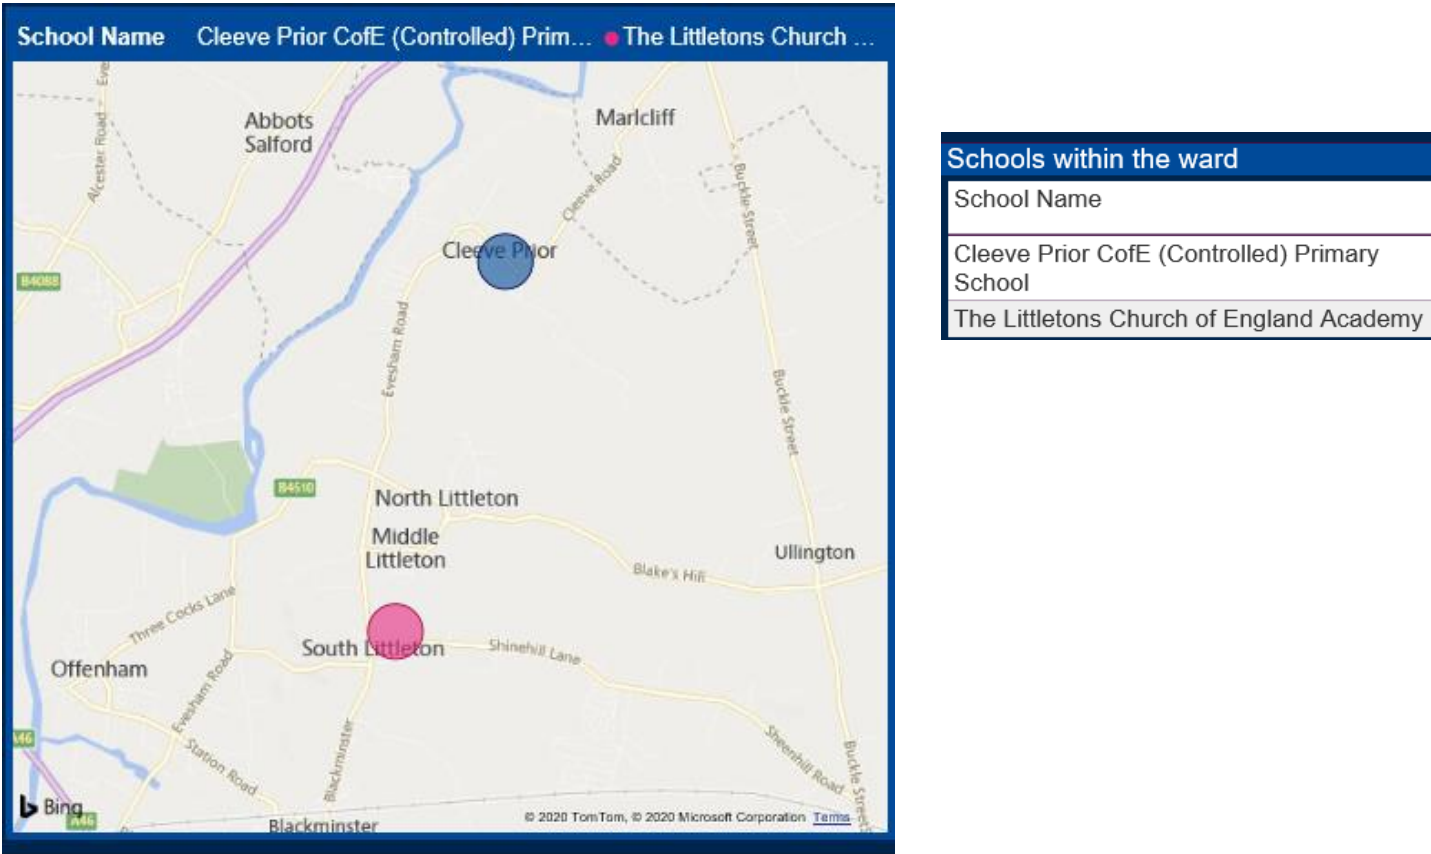 School Name Cleeve Prior CofE (Controlled) Prim... The Littletons Church ...
Eve
Abbots
Salford
Marlcliff
Alcester Road
Cleeve Road
Buckle Street
Cleeve Prior
B4088
Evesham Road
Buckle Street
B4510
North Littleton
Middle
Littleton
Ullington
Blake's Hill
Three Cocks Lane
South Littleton
Shinehill Lane
Offenham
Evesham Road
A46
Station Road
Blackminster
Sheenhill Road
Buckle Street
Bing
A46
Blackminster
© 2020 TomTom, © 2020 Microsoft Corporation Terms
Schools within the ward
School Name
Cleeve Prior CofE (Controlled) Primary
School
The Littletons Church of England Academy